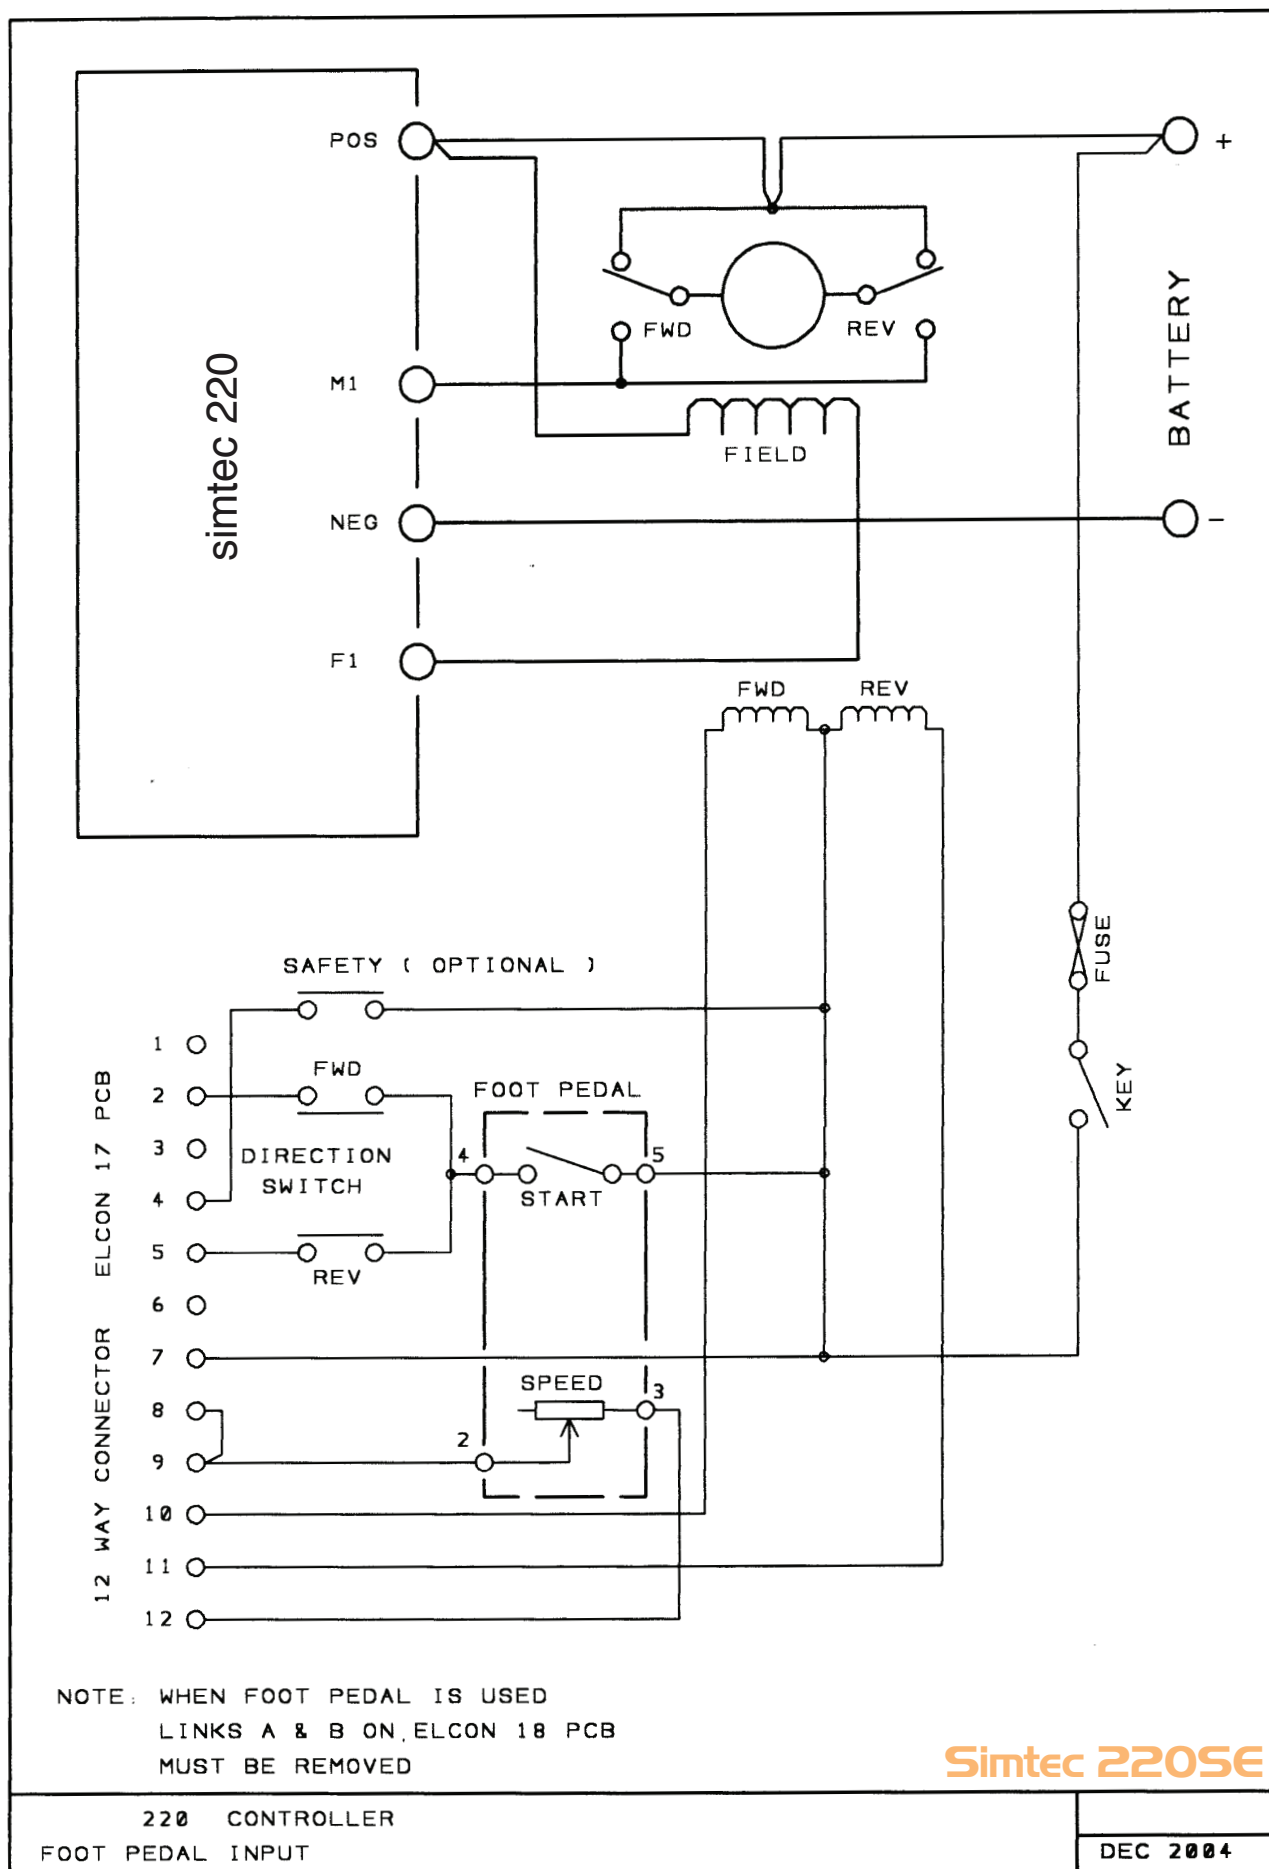 POS
+
FWD
REV
M1
simtec 220
BATTERY
FIELD
NEG
-
F1
FWD
REV
FUSE
SAFETY ( OPTIONAL )
1
FWD
KEY
2
FOOT PEDAL
3
DIRECTION
SWITCH
4
5
START
4
5
REV
6
12 WAY CONNECTOR ELCON 17 PCB
7
SPEED
3
8
2
9
10
11
12
NOTE: WHEN FOOT PEDAL IS USED
LINKS A & B ON ELCON 18 PCB
MUST BE REMOVED
Simtec 220SE
220 CONTROLLER
FOOT PEDAL INPUT
DEC 2004